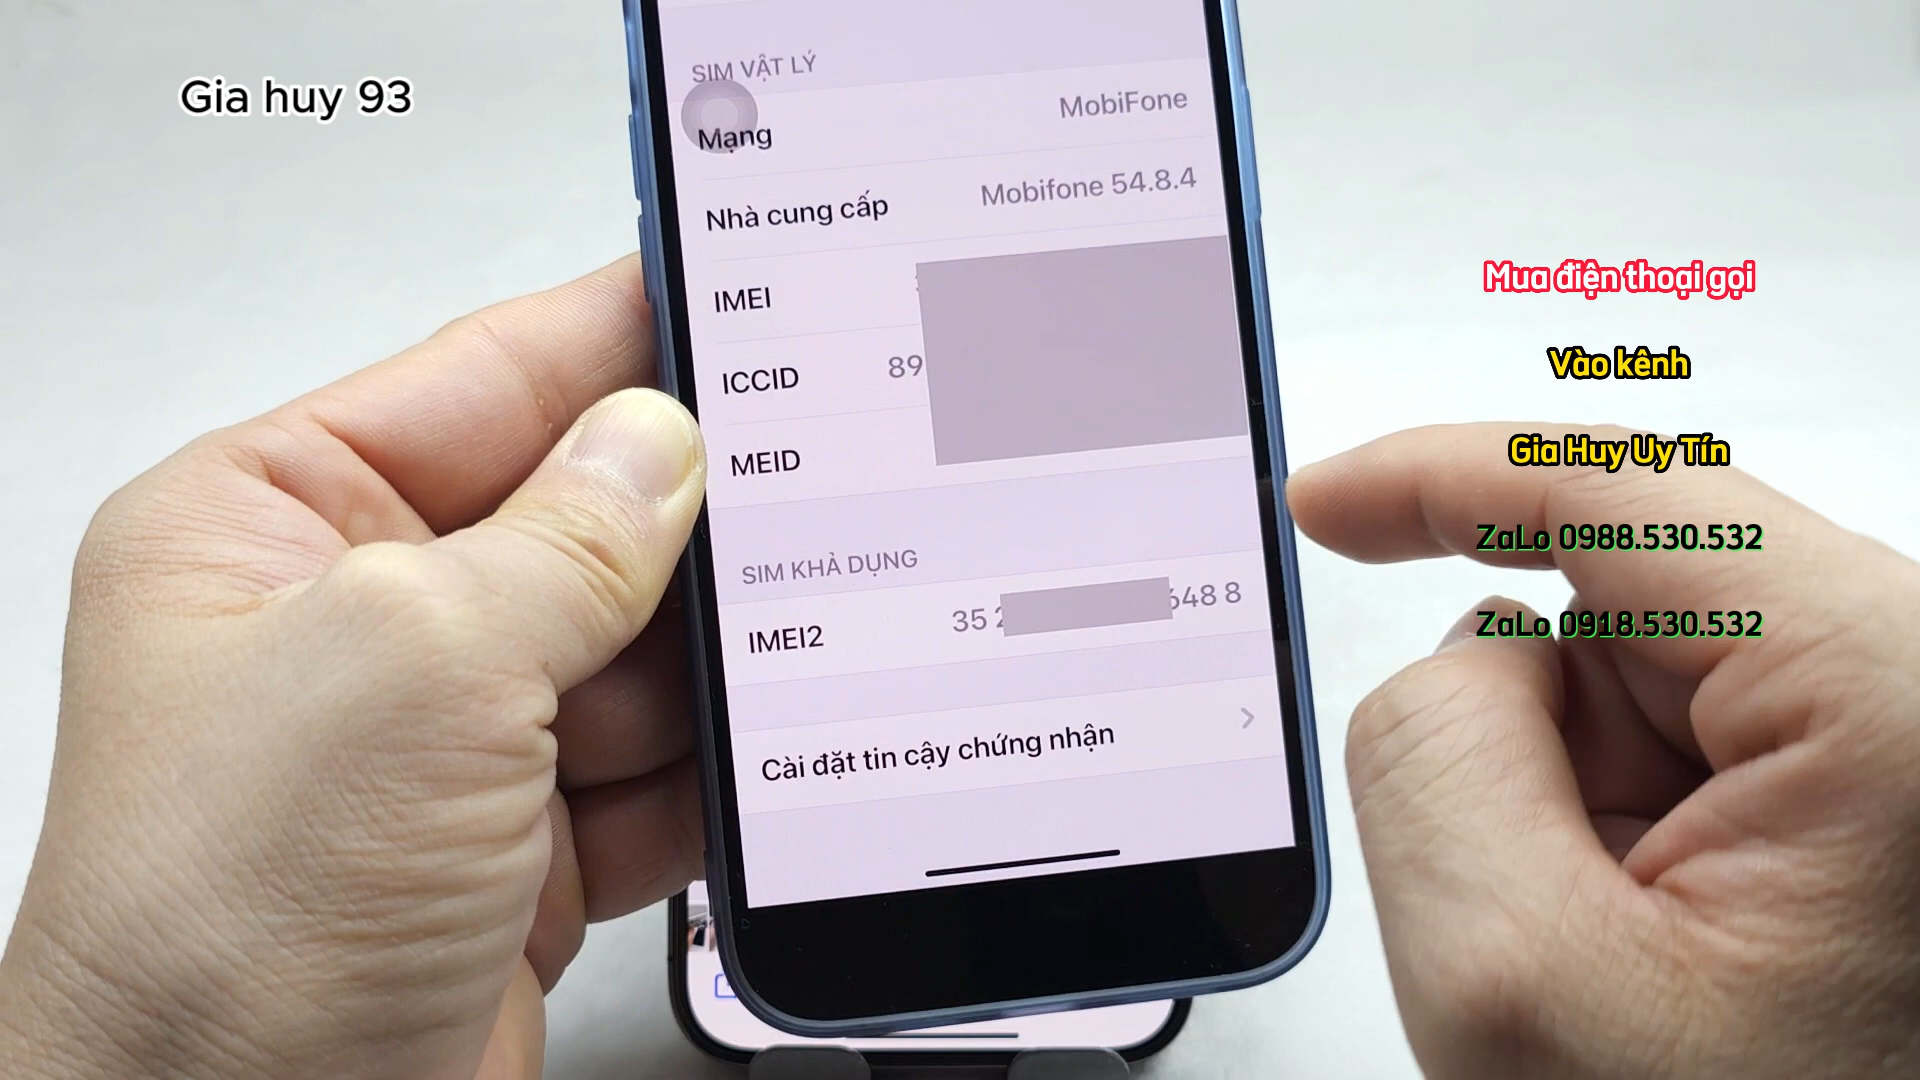 Gia huy 93
SIM VẬT LÝ
Mạng MobiFone
Nhà cung cấp Mobifone 54.8.4
IMEI
ICCID 89
MEID
SIM KHẢ DỤNG
IMEI2 35 648 8
Cài đặt tin cậy chứng nhận
Mua điện thoại gọi
Vào kênh
Gia Huy Uy Tín
ZaLo 0988.530.532
ZaLo 0918.530.532